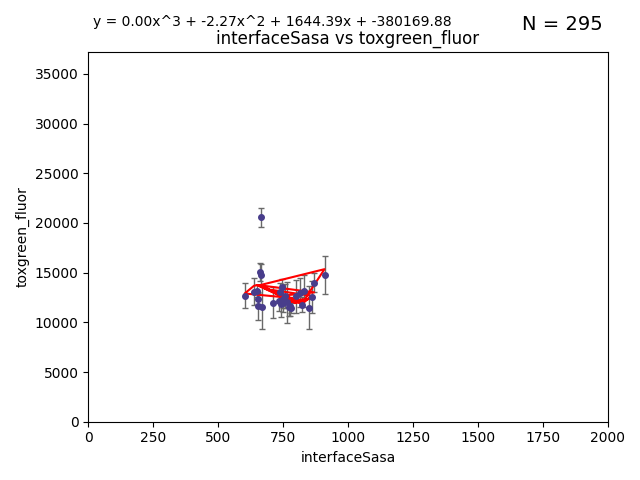 y = 0.00x^3 + -2.27x^2 + 1644.39x + -380169.88
N = 295
interfaceSasa vs toxgreen_fluor
toxgreen_fluor
35000
30000
25000
20000
15000
10000
5000
0
0 250 500 750 1000 1250 1500 1750 2000
interfaceSasa